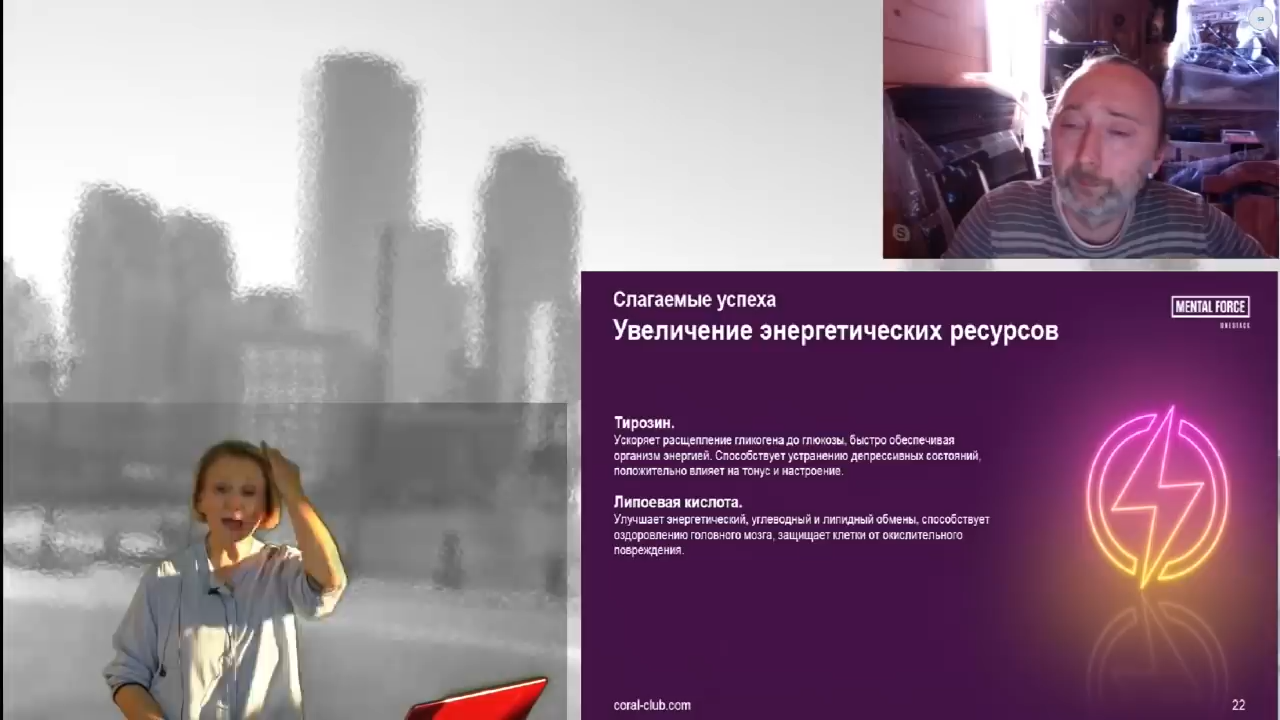 Слагаемые успеха
Увеличение энергетических ресурсов
MENTAL FORCE
Тирозин.
Ускоряет расщепление гликогена до глюкозы, быстро обеспечивая
организм энергией. Способствует устранению депрессивных состояний,
положительно влияет на тонус и настроение.
Липоевая кислота.
Улучшает энергетический, углеводный и липидный обмены, способствует
оздоровлению головного мозга, защищает клетки от окислительного
повреждения.
coral-club.com
22